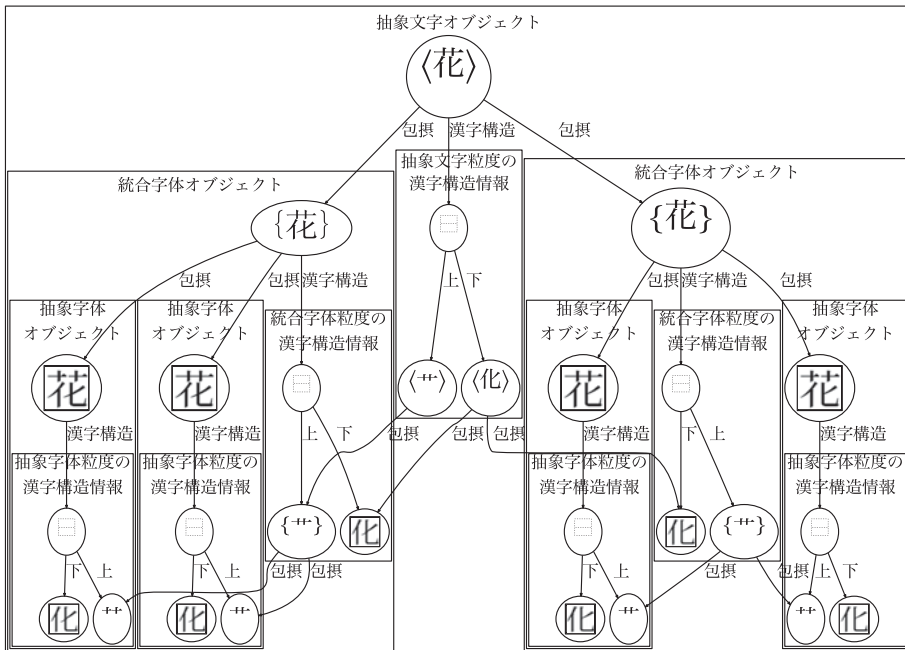 抽象文字オブジェクト
〈花〉
包摂 漢字構造 包摂
抽象文字粒度の
漢字構造情報
統合字体オブジェクト
統合字体オブジェクト
{花}
{花}
上 下
包摂 包摂 漢字構造
包摂 漢字構造 包摂
抽象字体
オブジェクト
抽象字体
オブジェクト
統合字体粒度の
漢字構造情報
抽象字体
オブジェクト
統合字体粒度の
漢字構造情報
抽象字体
オブジェクト
花
花
〈艹〉
〈化〉
花
花
漢字構造
漢字構造
上 下
包摂
包摂 包摂
漢字構造
下 上
漢字構造
抽象字体粒度の
漢字構造情報
抽象字体粒度の
漢字構造情報
抽象字体粒度の
漢字構造情報
抽象字体粒度の
漢字構造情報
{艹}
化
化
{艹}
下 上
下 上
包摂 包摂
下 上
包摂
包摂 上 下
化
艹
化
艹
化
艹
艹
化